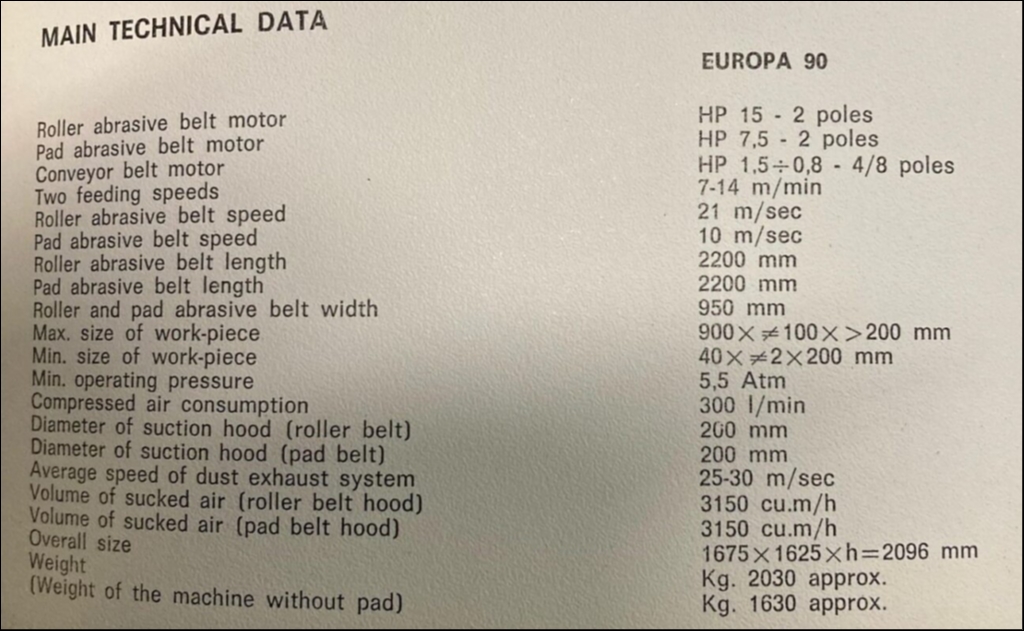 MAIN TECHNICAL DATA
EUROPA 90
Roller abrasive belt motor HP 15 - 2 poles
Pad abrasive belt motor HP 7,5 - 2 poles
Conveyor belt motor HP 1,5÷0,8 - 4/8 poles
Two feeding speeds 7-14 m/min
Roller abrasive belt speed 21 m/sec
Pad abrasive belt speed 10 m/sec
Roller abrasive belt length 2200 mm
Pad abrasive belt length 2200 mm
Roller and pad abrasive belt width 950 mm
Max. size of work-piece 900×≠100×>200 mm
Min. size of work-piece 40×≠2×200 mm
Min. operating pressure 5,5 Atm
Compressed air consumption 300 l/min
Diameter of suction hood (roller belt) 200 mm
Diameter of suction hood (pad belt) 200 mm
Average speed of dust exhaust system 25-30 m/sec
Volume of sucked air (roller belt hood) 3150 cu.m/h
Volume of sucked air (pad belt hood) 3150 cu.m/h
Overall size 1675×1625×h=2096 mm
Weight Kg. 2030 approx.
(Weight of the machine without pad) Kg. 1630 approx.